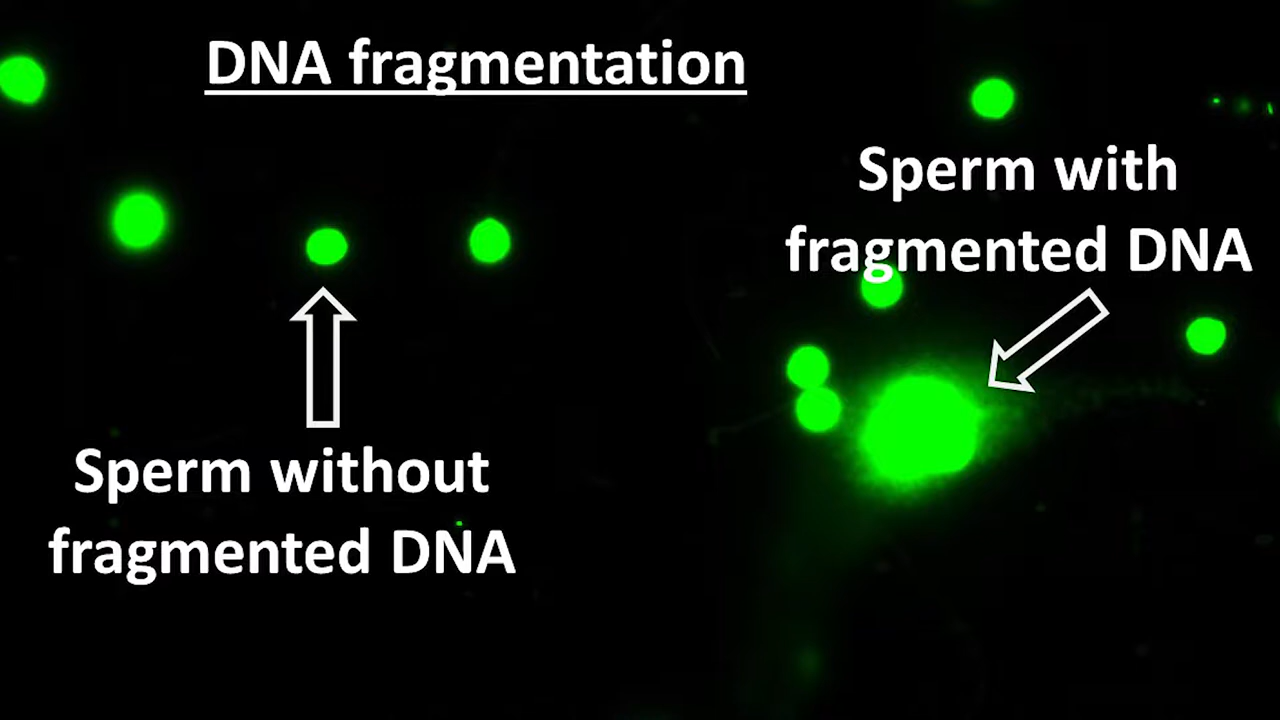 DNA fragmentation
Sperm with
fragmented DNA
Sperm without
fragmented DNA